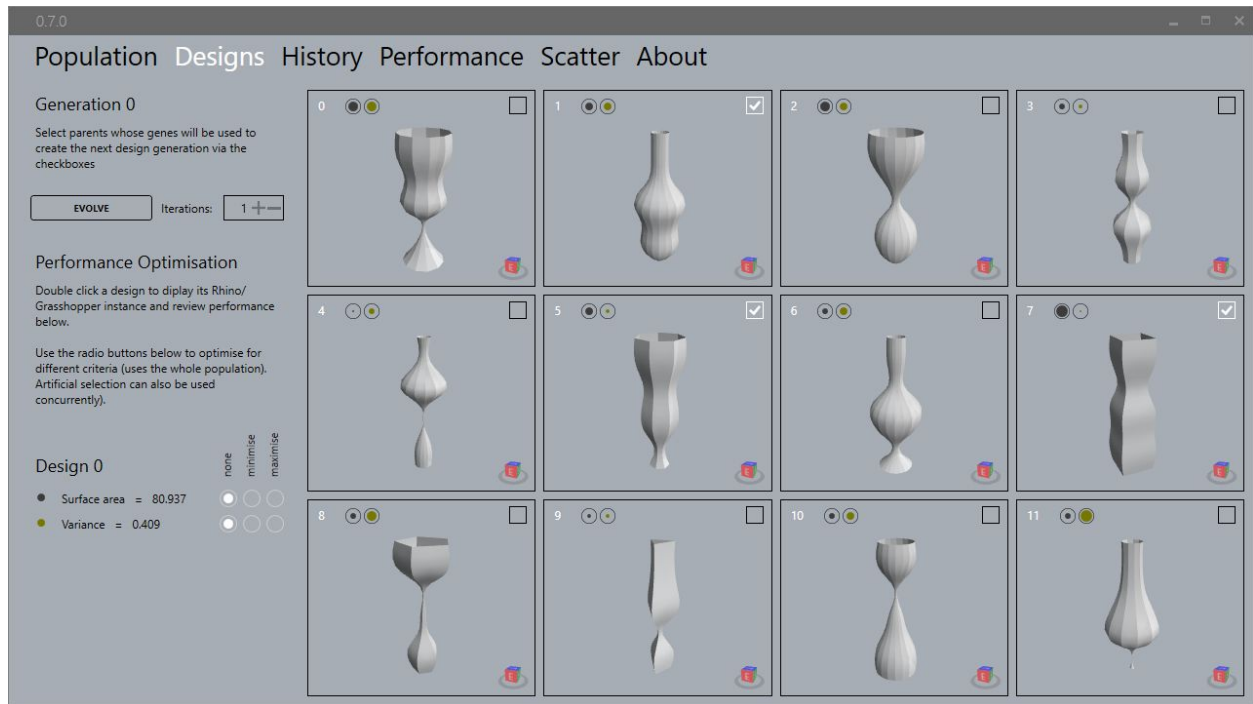 0.7.0
Population Designs History Performance Scatter About
Generation 0
Select parents whose genes will be used to
create the next design generation via the
checkboxes
EVOLVE Iterations: 1
Performance Optimisation
Double click a design to diplay its Rhino/
Grasshopper instance and review performance
below.
Use the radio buttons below to optimise for
different criteria (uses the whole population).
Artificial selection can also be used
concurrently).
Design 0
none
minimise
maximise
Surface area = 80.937
Variance = 0.409
0
1
2
3
4
5
6
7
8
9
10
11